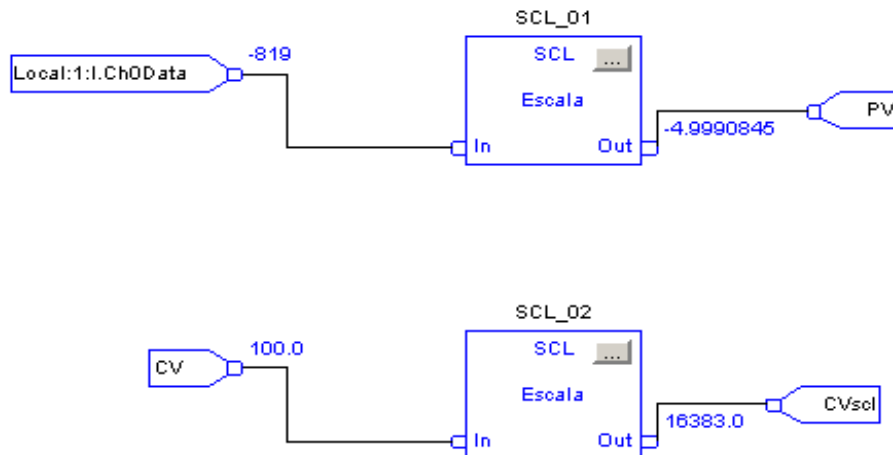 SCL_01
-819
SCL ...
Local:1:I.Ch0Data
Escala
PV
-4.9990845
In Out
SCL_02
100.0
SCL ...
CV
Escala
CVscl
16383.0
In Out